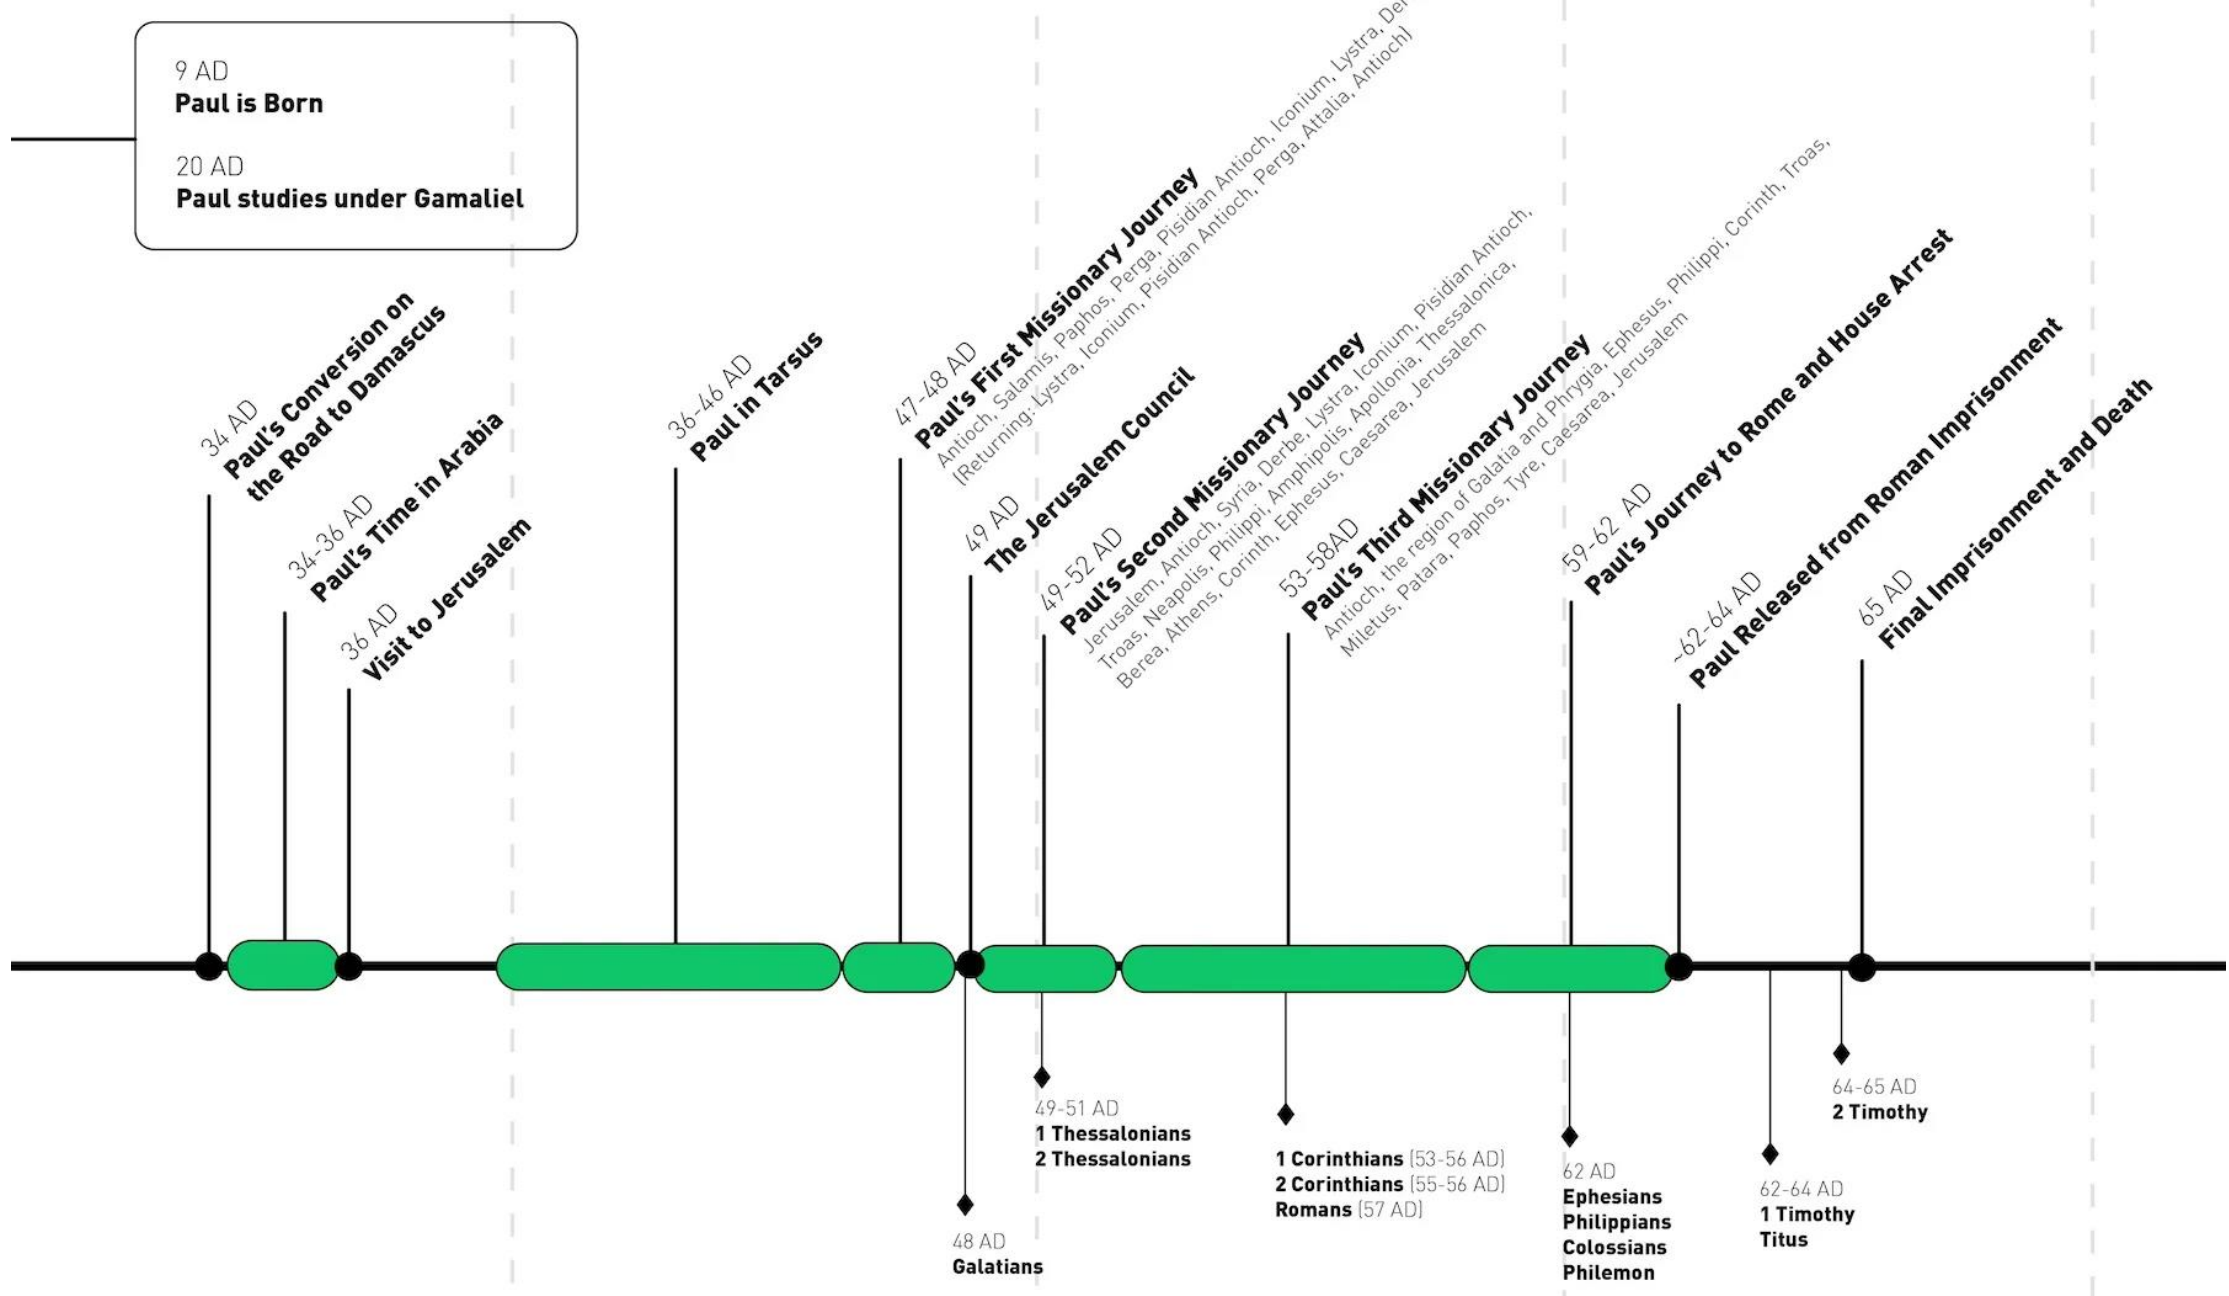 9 AD
Paul is Born
20 AD
Paul studies under Gamaliel
34 AD
Paul's Conversion on
the Road to Damascus
34-36 AD
Paul's Time in Arabia
36 AD
Visit to Jerusalem
36-46 AD
Paul in Tarsus
47-48 AD
Paul's First Missionary Journey
Antioch, Salamis, Paphos, Perga, Pisidian Antioch, Iconium, Lystra,
(Returning: Lystra, Iconium, Pisidian Antioch, Perga, Attalia, Antioch)
49 AD
The Jerusalem Council
49-52 AD
Paul's Second Missionary Journey
Jerusalem, Antioch, Syria, Derbe, Lystra, Iconium, Pisidian Antioch,
Troas, Neapolis, Philippi, Amphipolis, Apollonia, Thessalonica,
Berea, Athens, Corinth, Ephesus, Caesarea, Jerusalem
53-58AD
Paul's Third Missionary Journey
Antioch, the region of Galatia and Phrygia, Ephesus, Philippi, Corinth, Troas,
Miletus, Patara, Paphos, Tyre, Caesarea, Jerusalem
59-62 AD
Paul's Journey to Rome and House Arrest
~62-64 AD
Paul Released from Roman Imprisonment
65 AD
Final Imprisonment and Death
48 AD
Galatians
49-51 AD
1 Thessalonians
2 Thessalonians
1 Corinthians (53-56 AD)
2 Corinthians (55-56 AD)
Romans (57 AD)
62 AD
Ephesians
Philippians
Colossians
Philemon
62-64 AD
1 Timothy
Titus
64-65 AD
2 Timothy